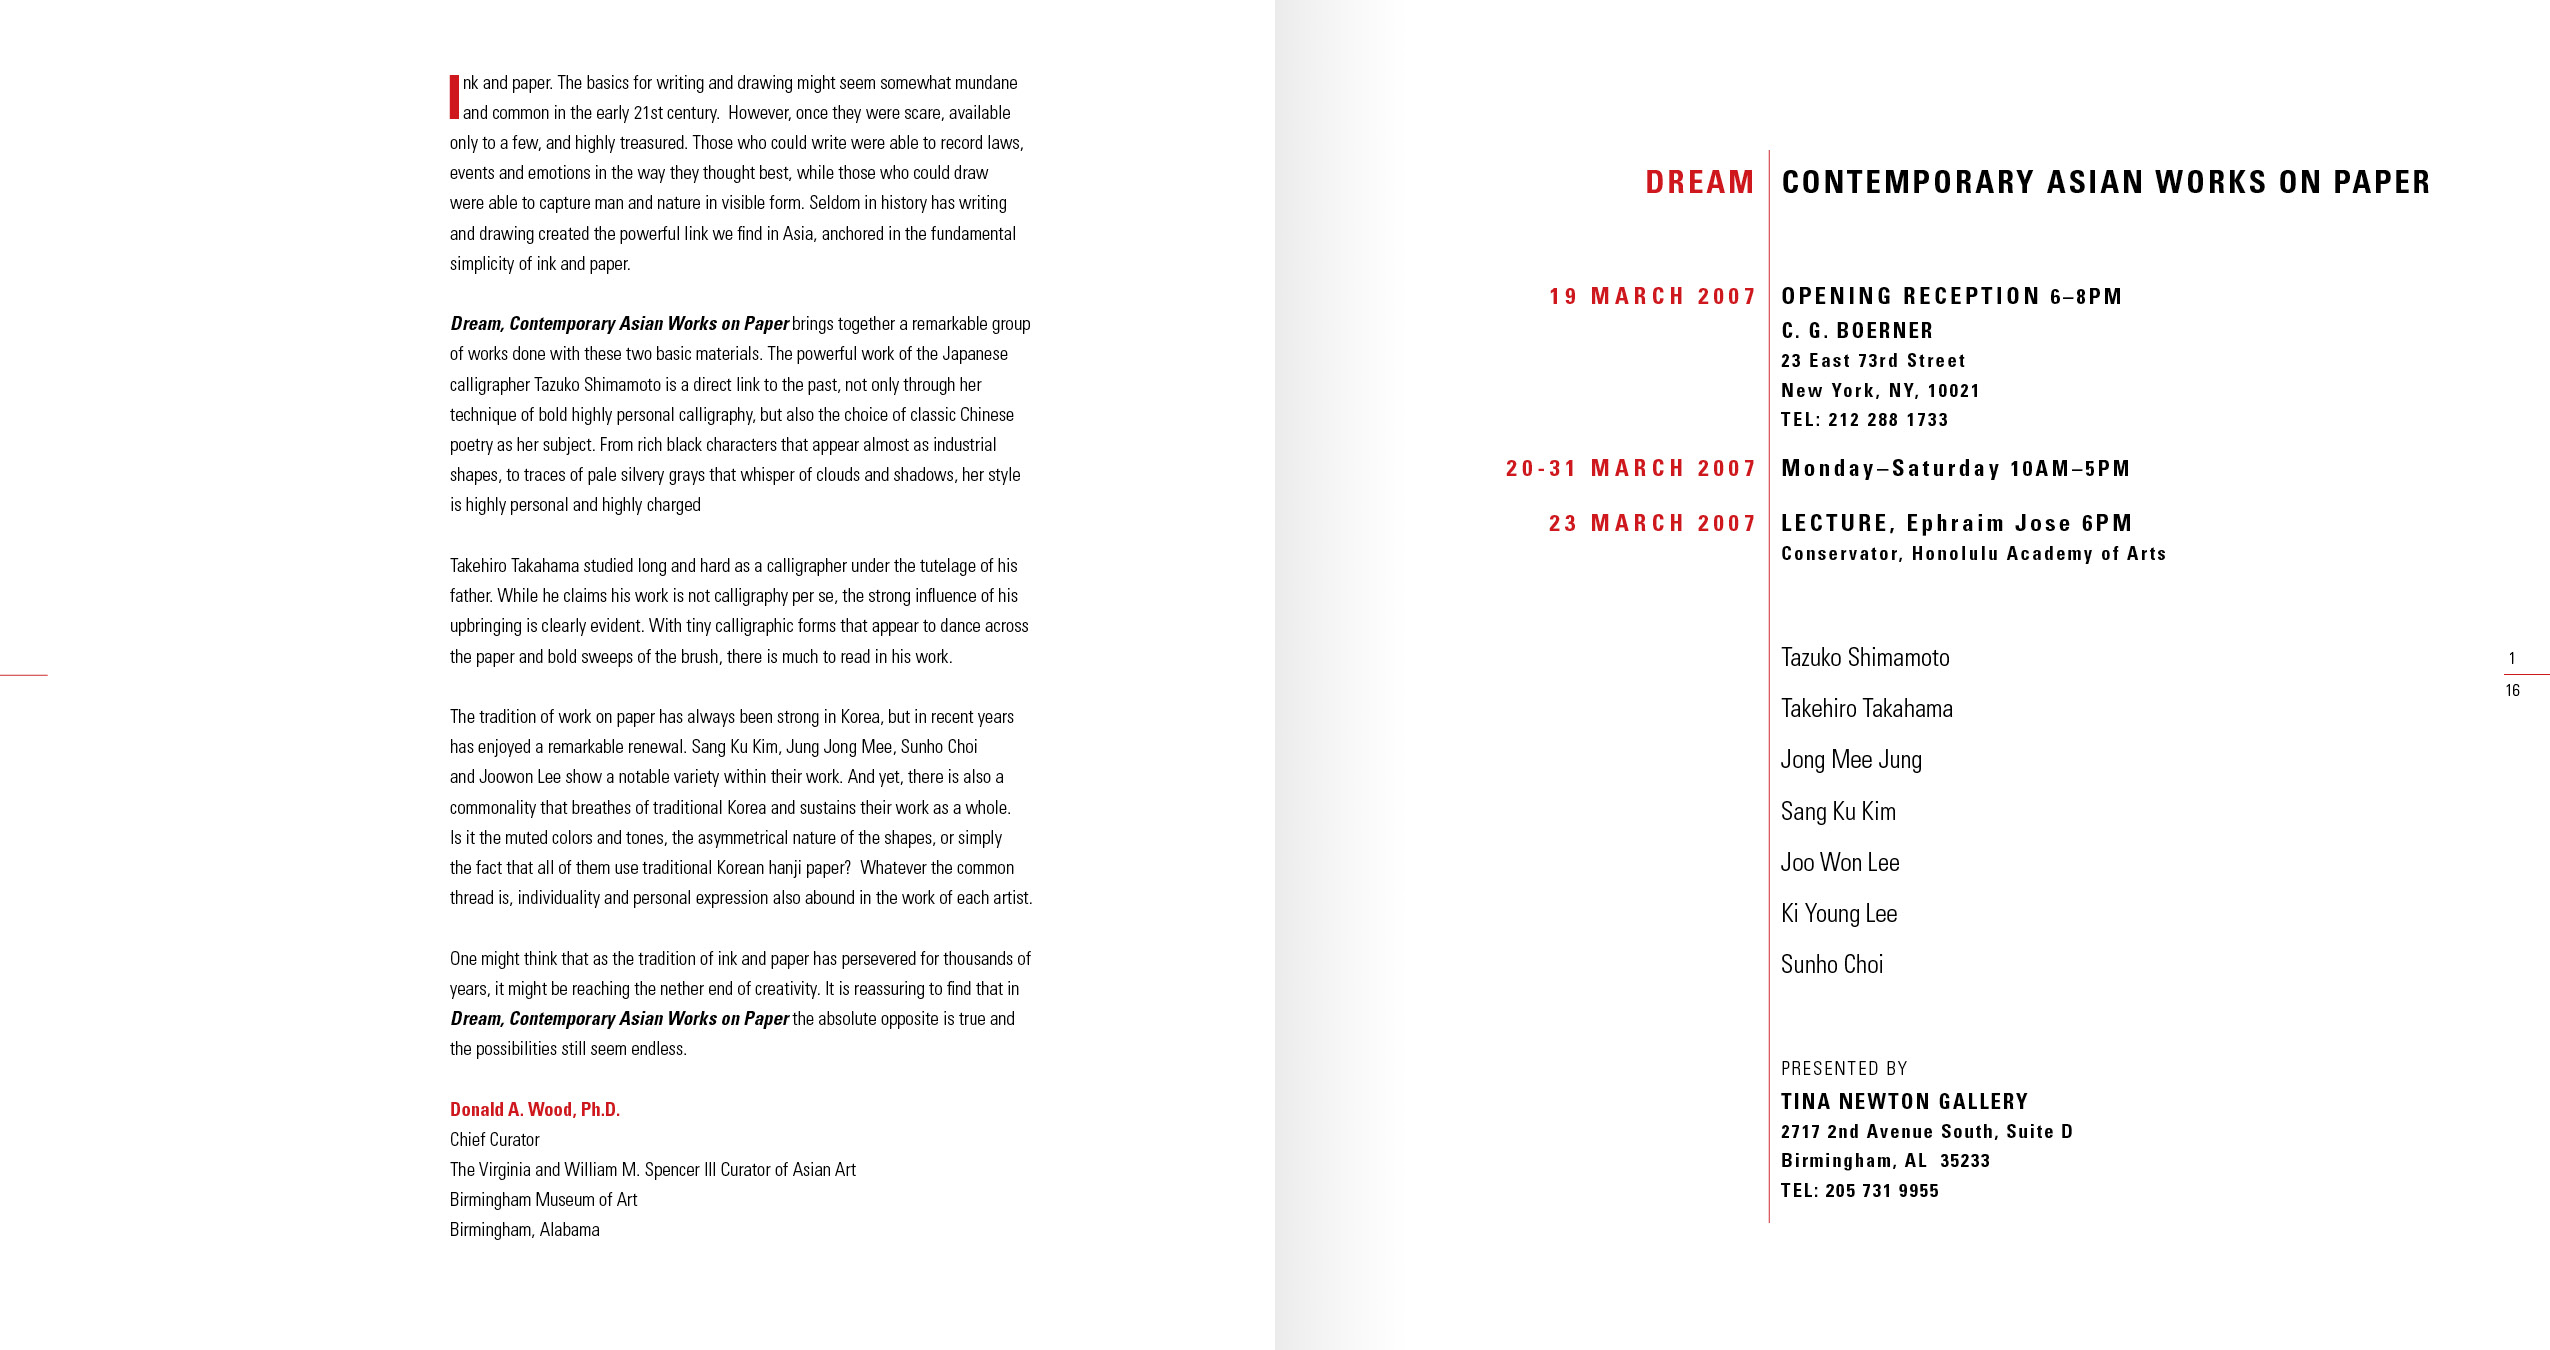 Ink and paper. The basics for writing and drawing might seem somewhat mundane
and common in the early 21st century.  However, once they were scare, available
only to a few, and highly treasured. Those who could write were able to record laws,
events and emotions in the way they thought best, while those who could draw
were able to capture man and nature in visible form. Seldom in history has writing
and drawing created the powerful link we find in Asia, anchored in the fundamental
simplicity of ink and paper.
Dream, Contemporary Asian Works on Paper brings together a remarkable group
of works done with these two basic materials. The powerful work of the Japanese
calligrapher Tazuko Shimamoto is a direct link to the past, not only through her
technique of bold highly personal calligraphy, but also the choice of classic Chinese
poetry as her subject. From rich black characters that appear almost as industrial
shapes, to traces of pale silvery grays that whisper of clouds and shadows, her style
is highly personal and highly charged
Takehiro Takahama studied long and hard as a calligrapher under the tutelage of his
father. While he claims his work is not calligraphy per se, the strong influence of his
upbringing is clearly evident. With tiny calligraphic forms that appear to dance across
the paper and bold sweeps of the brush, there is much to read in his work.
The tradition of work on paper has always been strong in Korea, but in recent years
has enjoyed a remarkable renewal. Sang Ku Kim, Jung Jong Mee, Sunho Choi
and Joowon Lee show a notable variety within their work. And yet, there is also a
commonality that breathes of traditional Korea and sustains their work as a whole.
Is it the muted colors and tones, the asymmetrical nature of the shapes, or simply
the fact that all of them use traditional Korean hanji paper?  Whatever the common
thread is, individuality and personal expression also abound in the work of each artist.
One might think that as the tradition of ink and paper has persevered for thousands of
years, it might be reaching the nether end of creativity. It is reassuring to find that in
Dream, Contemporary Asian Works on Paper the absolute opposite is true and
the possibilities still seem endless.
Donald A. Wood, Ph.D.
Chief Curator
The Virginia and William M. Spencer III Curator of Asian Art
Birmingham Museum of Art
Birmingham, Alabama
DREAM CONTEMPORARY ASIAN WORKS ON PAPER
19 MARCH 2007 OPENING RECEPTION 6–8PM
C. G. BOERNER
23 East 73rd Street
New York, NY, 10021
TEL: 212 288 1733
20-31 MARCH 2007 Monday–Saturday 10AM–5PM
23 MARCH 2007 LECTURE, Ephraim Jose 6PM
Conservator, Honolulu Academy of Arts
Tazuko Shimamoto
Takehiro Takahama
Jong Mee Jung
Sang Ku Kim
Joo Won Lee
Ki Young Lee
Sunho Choi
PRESENTED BY
TINA NEWTON GALLERY
2717 2nd Avenue South, Suite D
Birmingham, AL  35233
TEL: 205 731 9955
1
16